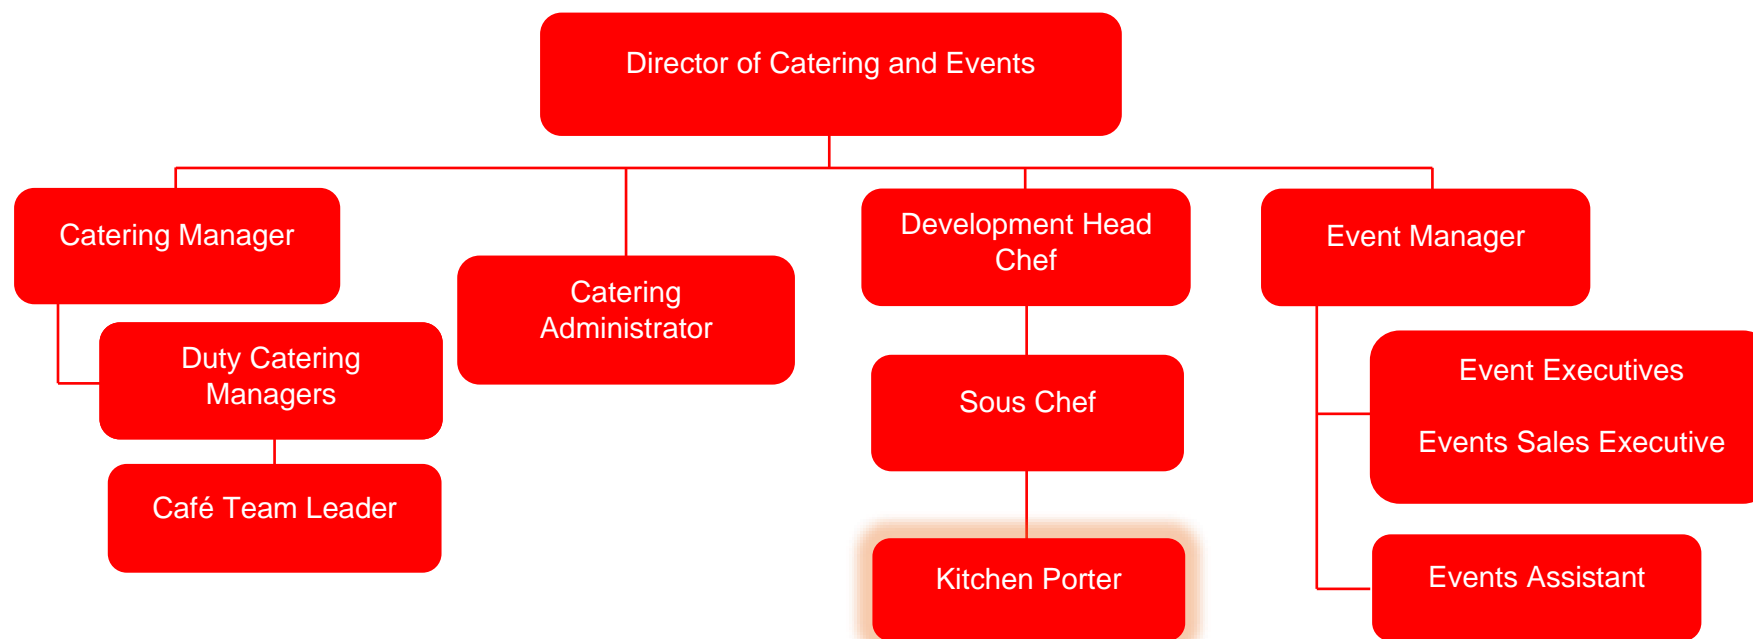 Director of Catering and Events
Catering Manager
Catering
Administrator
Development Head
Chef
Event Manager
Duty Catering
Managers
Café Team Leader
Sous Chef
Kitchen Porter
Event Executives
Events Sales Executive
Events Assistant